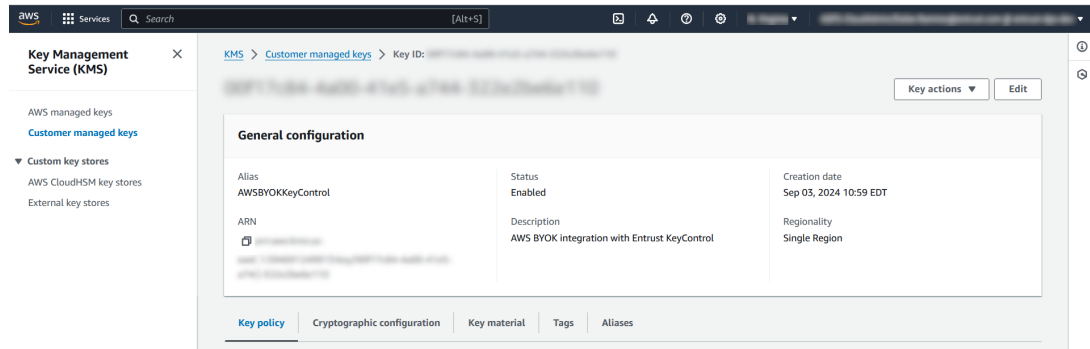 aws
Services
Search
[Alt+S]
Key Management
Service (KMS)
AWS managed keys
Customer managed keys
Custom key stores
AWS CloudHSM key stores
External key stores
KMS > Customer managed keys > Key ID:
Key actions
Edit
General configuration
Alias
AWSBYOKKeyControl
Status
Enabled
Creation date
Sep 03, 2024 10:59 EDT
ARN
Description
AWS BYOK integration with Entrust KeyControl
Regionality
Single Region
Key policy
Cryptographic configuration
Key material
Tags
Aliases